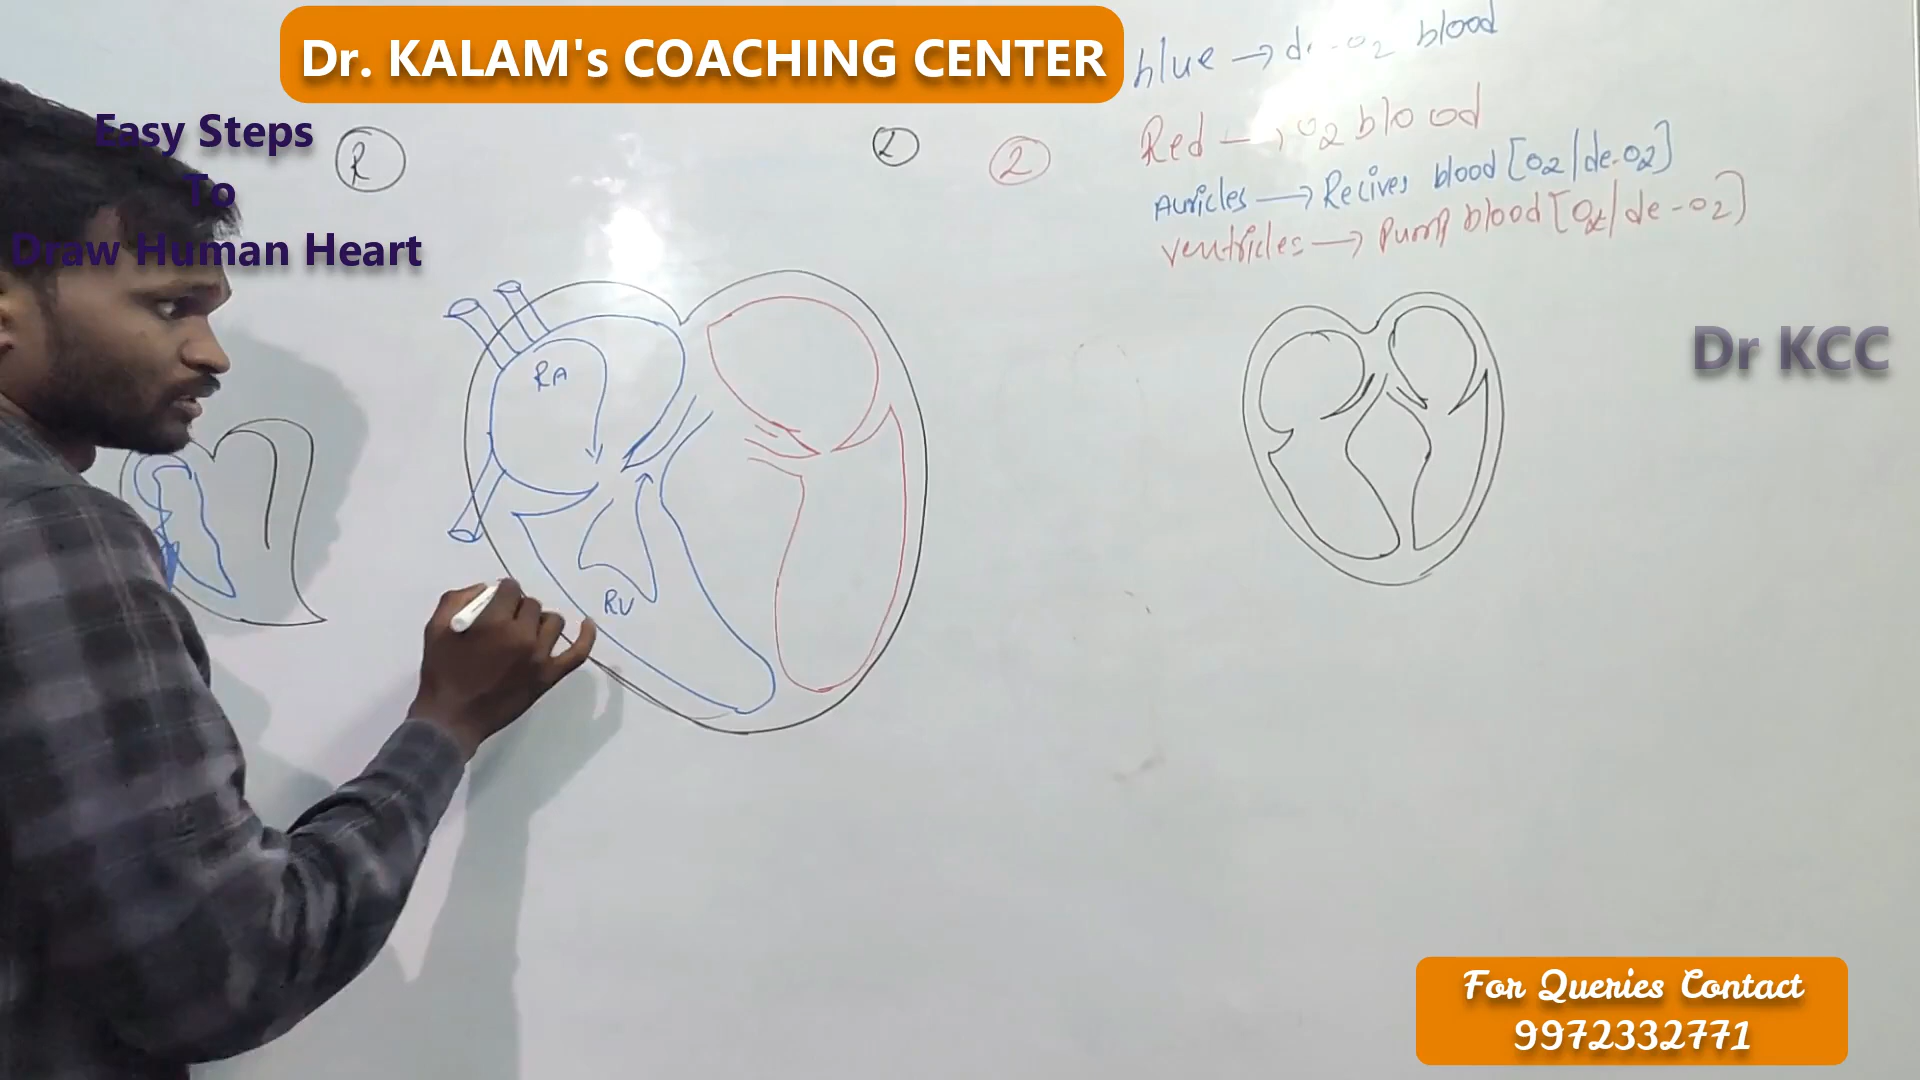 Dr. KALAM's COACHING CENTER
Easy Steps
To
Draw Human Heart
blue → de-O2 blood
Red → O2 blood
Auricles → Recives blood [O2/de-O2]
ventricles → Pump blood [O2/de-O2]
R
L
2
RA
RV
Dr KCC
For Queries Contact
9972332771